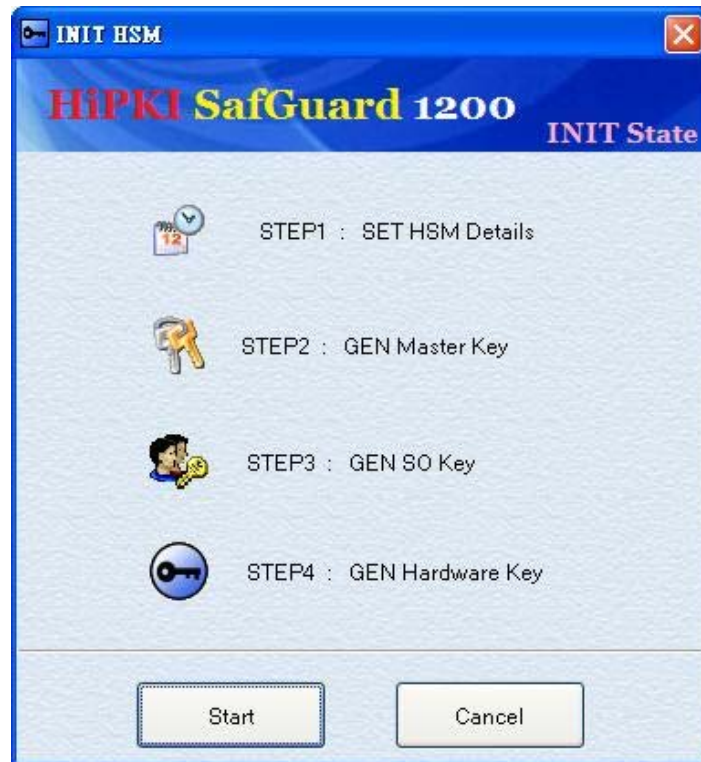 INIT HSM
HiPKI SafGuard 1200
INIT State
12
STEP1 : SET HSM Details
STEP2 : GEN Master Key
STEP3 : GEN SO Key
STEP4 : GEN Hardware Key
Start
Cancel